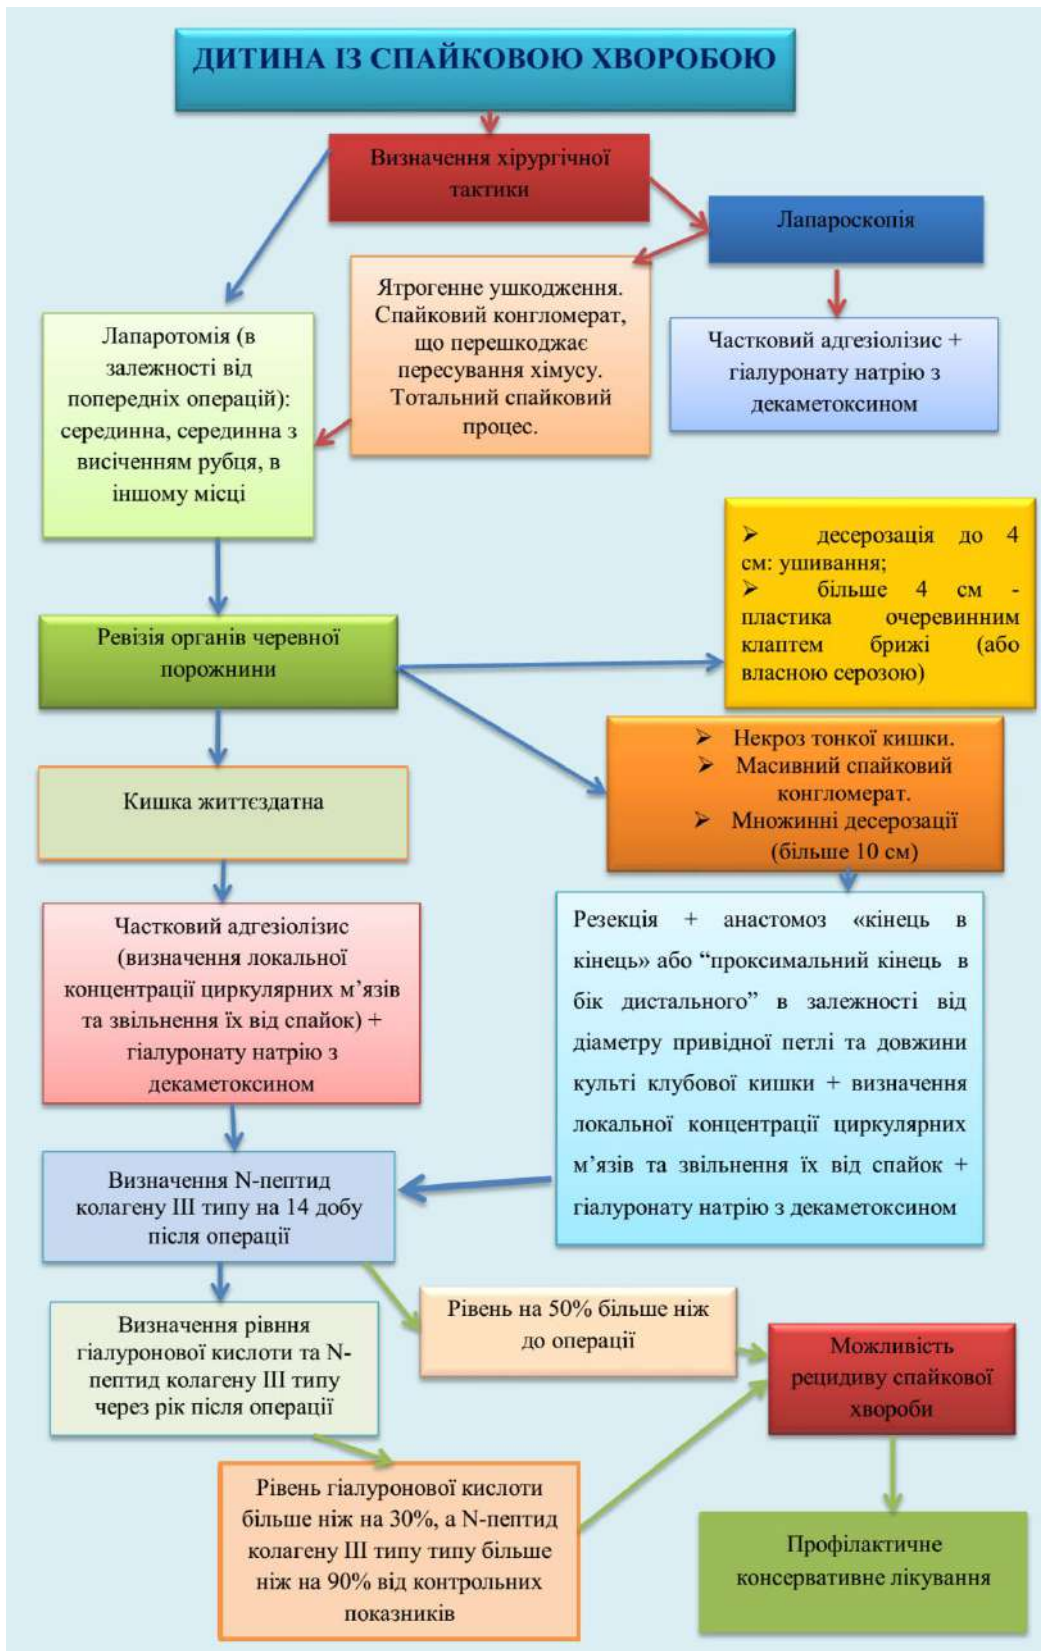 ДИТИНА ІЗ СПАЙКОВОЮ ХВОРОБОЮ
Визначення хірургічної
тактики
Лапароскопія
Ятрогенне ушкодження.
Спайковий конгломерат,
що перешкоджає
пересування хімусу.
Тотальний спайковий
процес.
Лапаротомія (в
залежності від
попередніх операцій):
серединна, серединна з
висіченням рубця, в
іншому місці
Частковий адгезіолізис +
гіалуронату натрію з
декаметоксином
➢ десерозація до 4
см: ушивання;
➢ більше 4 см -
пластика очеревинним
клаптем брижі (або
власною серозою)
Ревізія органів черевної
порожнини
➢ Некроз тонкої кишки.
➢ Масивний спайковий
конгломерат.
➢ Множинні десерозації
(більше 10 см)
Кишка життєздатна
Частковий адгезіолізис
(визначення локальної
концентрації циркулярних м’язів
та звільнення їх від спайок) +
гіалуронату натрію з
декаметоксином
Резекція + анастомоз «кінець в
кінець» або “проксимальний кінець в
бік дистального” в залежності від
діаметру привідної петлі та довжини
культі клубової кишки + визначення
локальної концентрації циркулярних
м’язів та звільнення їх від спайок +
гіалуронату натрію з декаметоксином
Визначення N-пептид
колагену III типу на 14 добу
після операції
Рівень на 50% більше ніж
до операції
Визначення рівння
гіалуронової кислоти та N-
пептид колагену III типу
через рік після операції
Можливість
рецидиву спайкової
хвороби
Рівень гіалуронової кислоти
більше ніж на 30%, а N-пептид
колагену III типу типу більше
ніж на 90% від контрольних
показників
Профілактичне
консервативне лікування